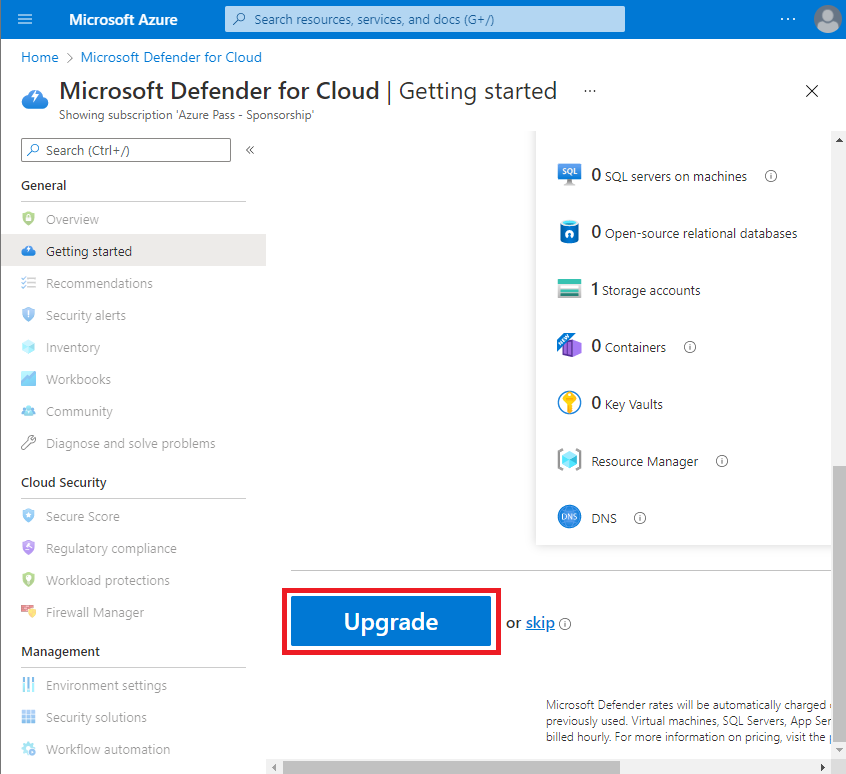 Microsoft Azure
Search resources, services, and docs (G+/)
...
Home > Microsoft Defender for Cloud
Microsoft Defender for Cloud | Getting started ...
Showing subscription 'Azure Pass - Sponsorship'
Search (Ctrl+/) «
General
Overview
Getting started
Recommendations
Security alerts
Inventory
Workbooks
Community
Diagnose and solve problems
Cloud Security
Secure Score
Regulatory compliance
Workload protections
Firewall Manager
Management
Environment settings
Security solutions
Workflow automation
SQL 0 SQL servers on machines
0 Open-source relational databases
1 Storage accounts
NEW 0 Containers
0 Key Vaults
Resource Manager
DNS DNS
Upgrade or skip
Microsoft Defender rates will be automatically charged
previously used. Virtual machines, SQL Servers, App Ser
billed hourly. For more information on pricing, visit the